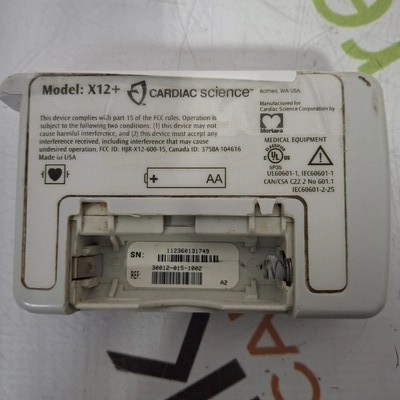 Model: X12+
CARDIAC SCIENCE™
Bothell, WA USA
This device complies with part 15 of the FCC rules. Operation is
subject to the following two conditions: (1) this device may not
cause harmful interference, and (2) this device must accept any
interference received, including interference that may cause
undesired operation. FCC ID: HJR-X12-600-15, Canada ID: 3758A-104616
Made in USA
Manufactured for
Cardiac Science Corporation by
Mortara
MEDICAL EQUIPMENT
UL60601-1, IEC60601-1
CAN/CSA C22.2 No 601.1
IEC60601-2-25
+ AA
SN:
112360131749
REF:
30012-015-1002
A2